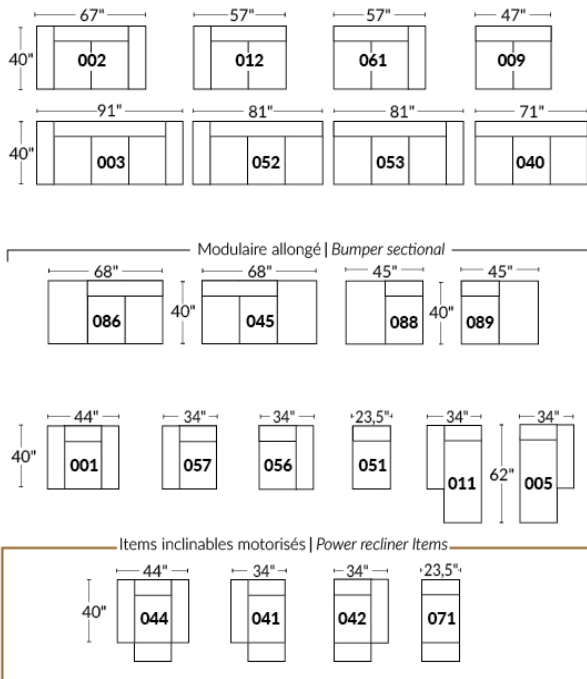 67" 57" 57" 47"
40" 002 012 061 009
91" 81" 81" 71"
40" 003 052 053 040
Modulaire allongé | Bumper sectional
68" 68" 45" 45"
086 40" 045 088 40" 089
44" 34" 34" 23,5" 34" 34"
40" 001 057 056 051 011 62" 005
Items inclinables motorisés | Power recliner Items
44" 34" 34" 23,5"
40" 044 041 042 071